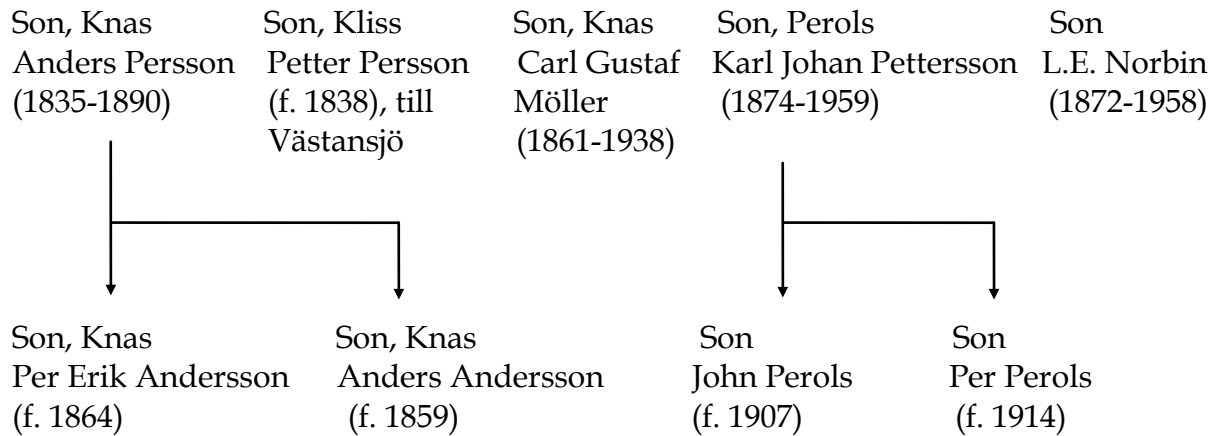 Son, Knas
Anders Persson
(1835-1890)
Son, Kliss
Petter Persson
(f. 1838), till
Västansjö
Son, Knas
Carl Gustaf
Möller
(1861-1938)
Son, Perols
Karl Johan Pettersson
(1874-1959)
Son
L.E. Norbin
(1872-1958)
Son, Knas
Per Erik Andersson
(f. 1864)
Son, Knas
Anders Andersson
(f. 1859)
Son
John Perols
(f. 1907)
Son
Per Perols
(f. 1914)